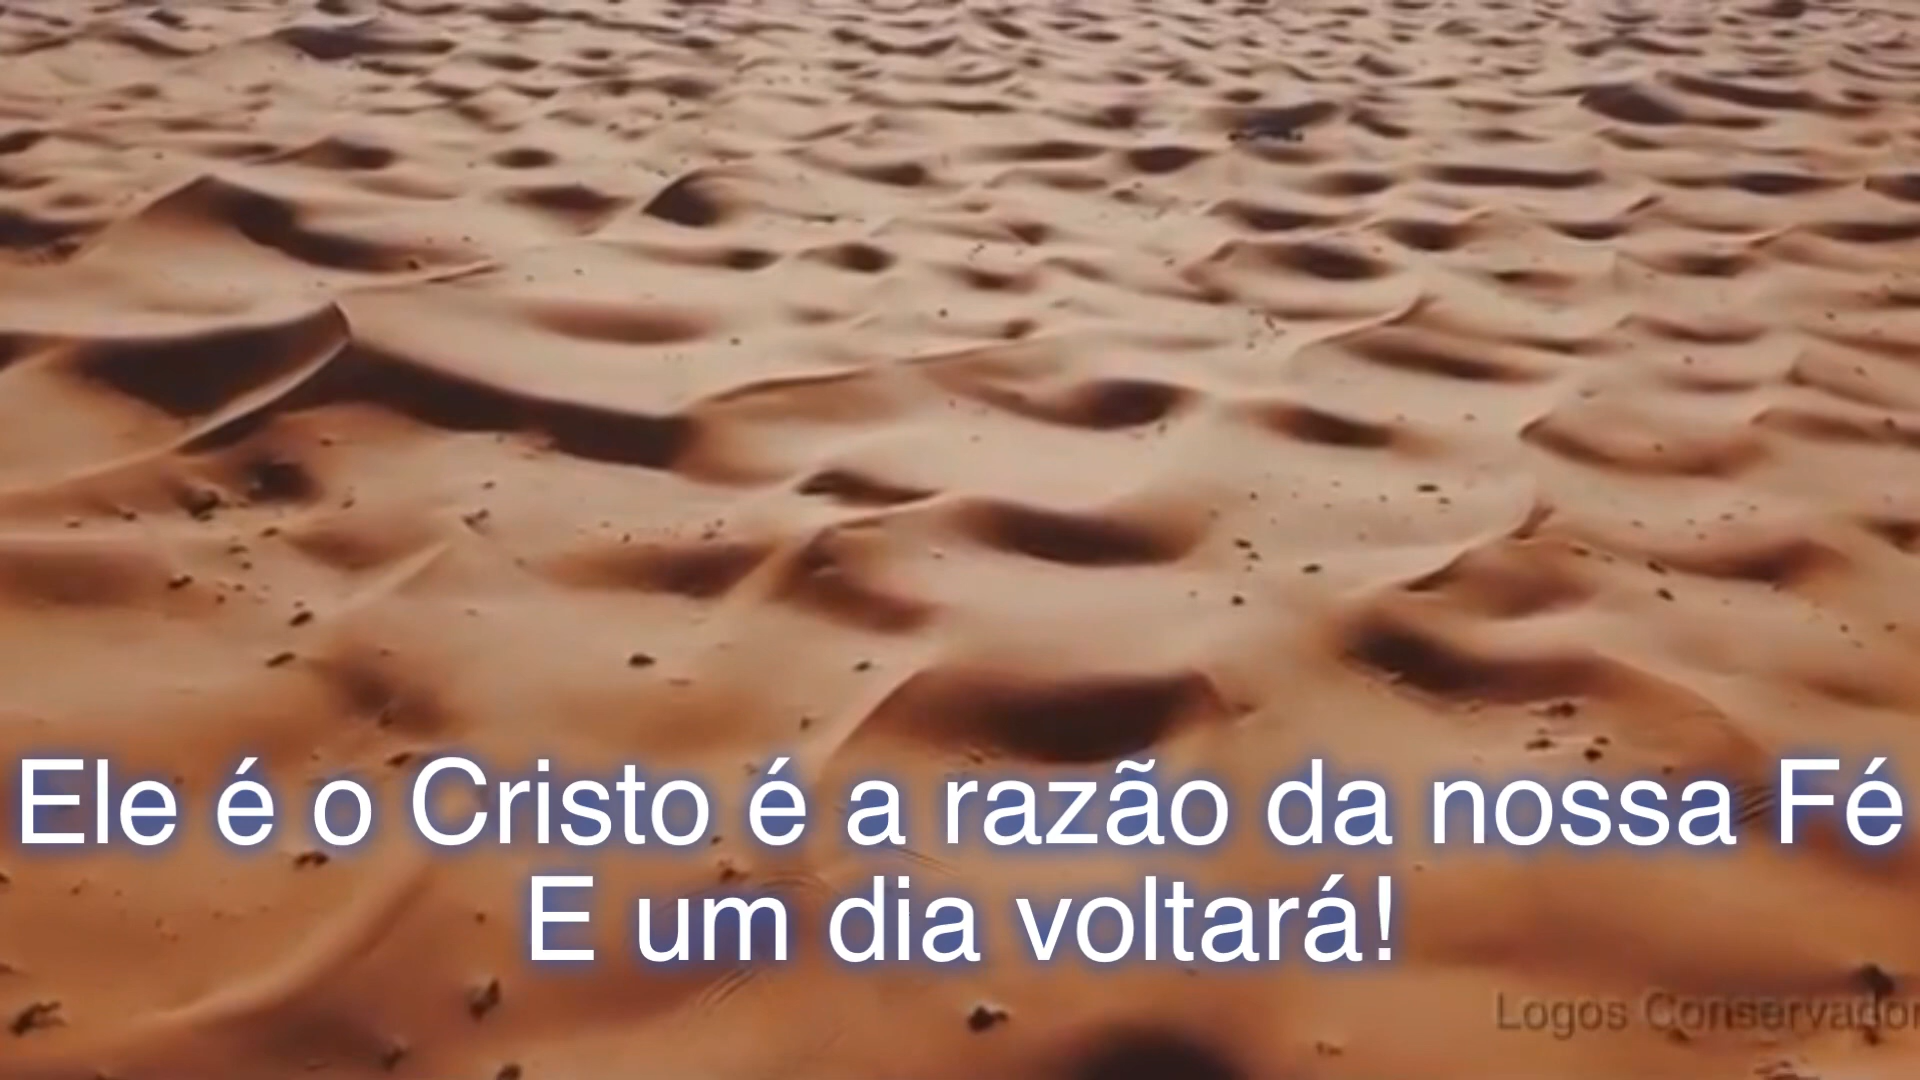 Ele é o Cristo é a razão da nossa Fé
E um dia voltará!
Logos Conservador